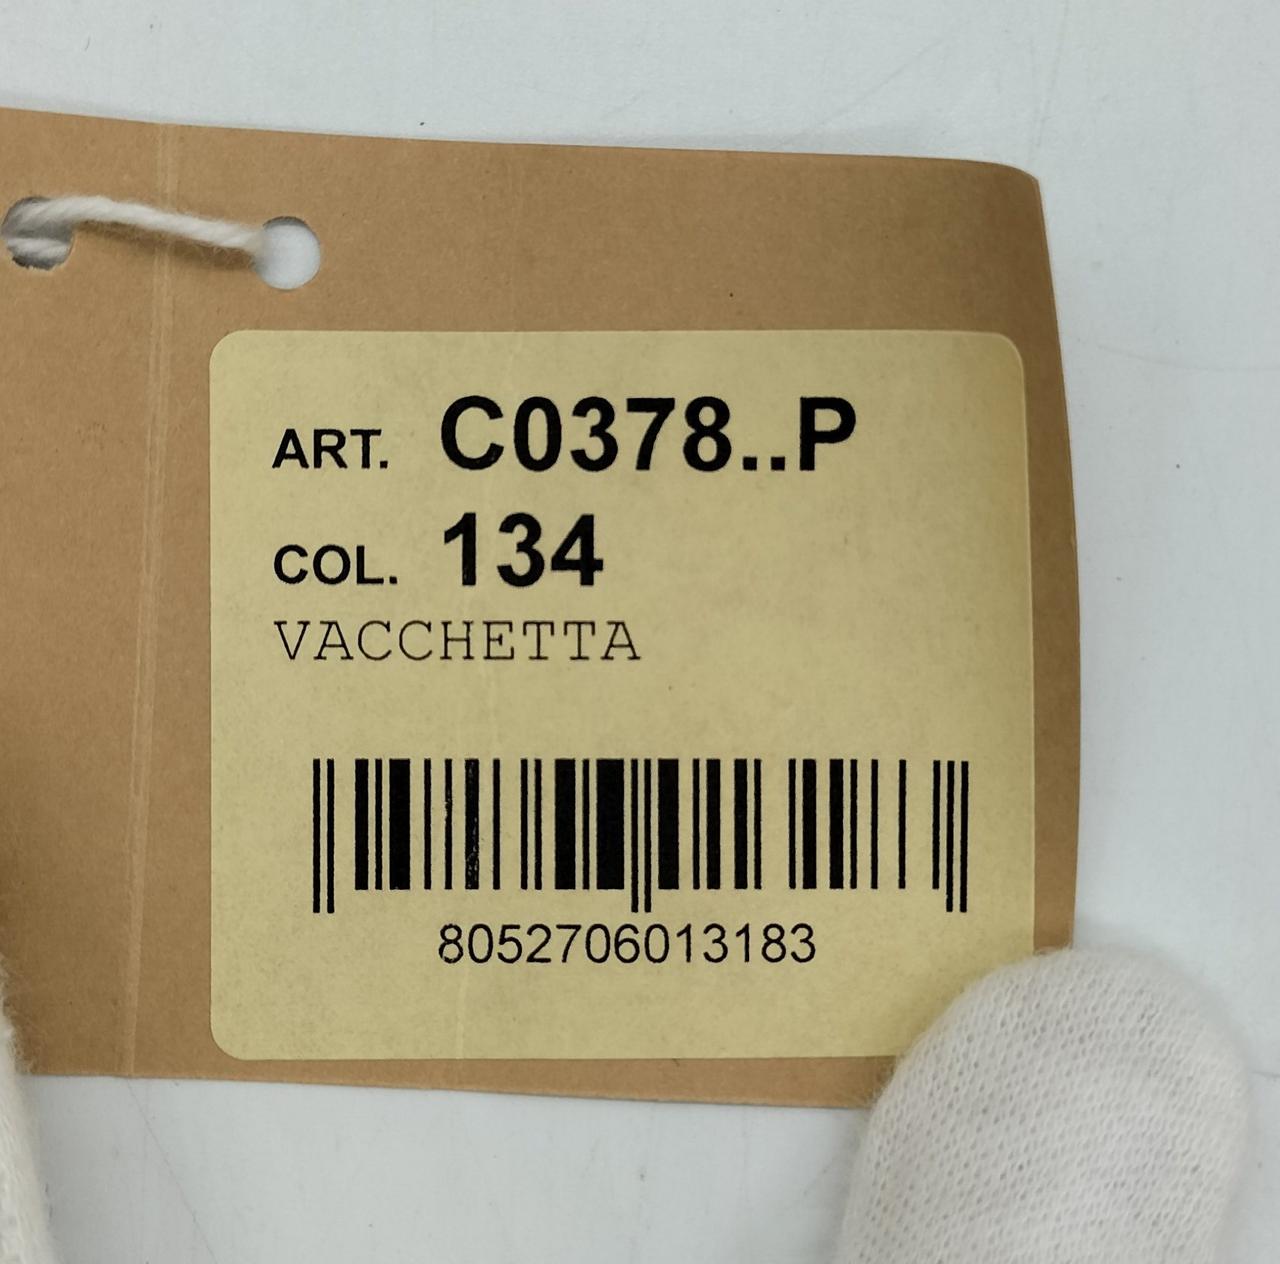 ART. C0378..P
COL. 134
VACCHETTA
8052706013183